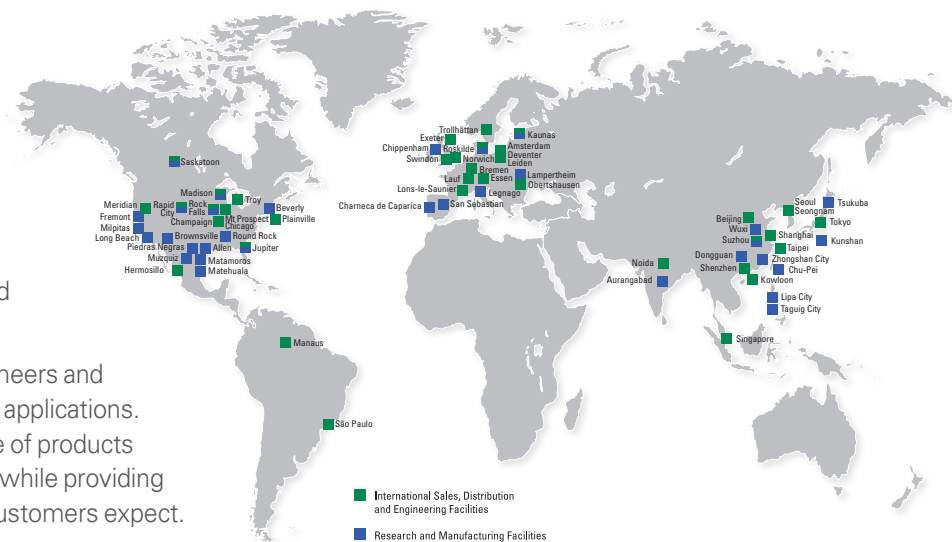 Trollhättan
Exeter
Kaunas
Chippenham
Roskilde
Amsterdam
Deventer
Swindon
Norwich
Leiden
Bremen
Lampertheim
Lauf
Essen
Obertshausen
Lons-le-Saunier
Legnago
Charneca de Caparica
San Sebastian
Saskatoon
Madison
Troy
Meridian
Rapid
City
Rock
Falls
Beverly
Fremont
Mt Prospect
Plainville
Milpitas
Champaign
Chicago
Long Beach
Brownsville
Round Rock
Piedras Negras
Allen
Jupiter
Muzquiz
Matamoros
Hermosillo
Matehuala
Manaus
São Paulo
Seoul
Tsukuba
Seongnam
Beijing
Tokyo
Wuxi
Shanghai
Suzhou
Kunshan
Taipei
Dongguan
Zhongshan City
Noida
Shenzhen
Chu-Pei
Aurangabad
Kowloon
Lipa City
Taguig City
Singapore
d
neers and
applications.
e of products
while providing
ustomers expect.
International Sales, Distribution
and Engineering Facilities
Research and Manufacturing Facilities